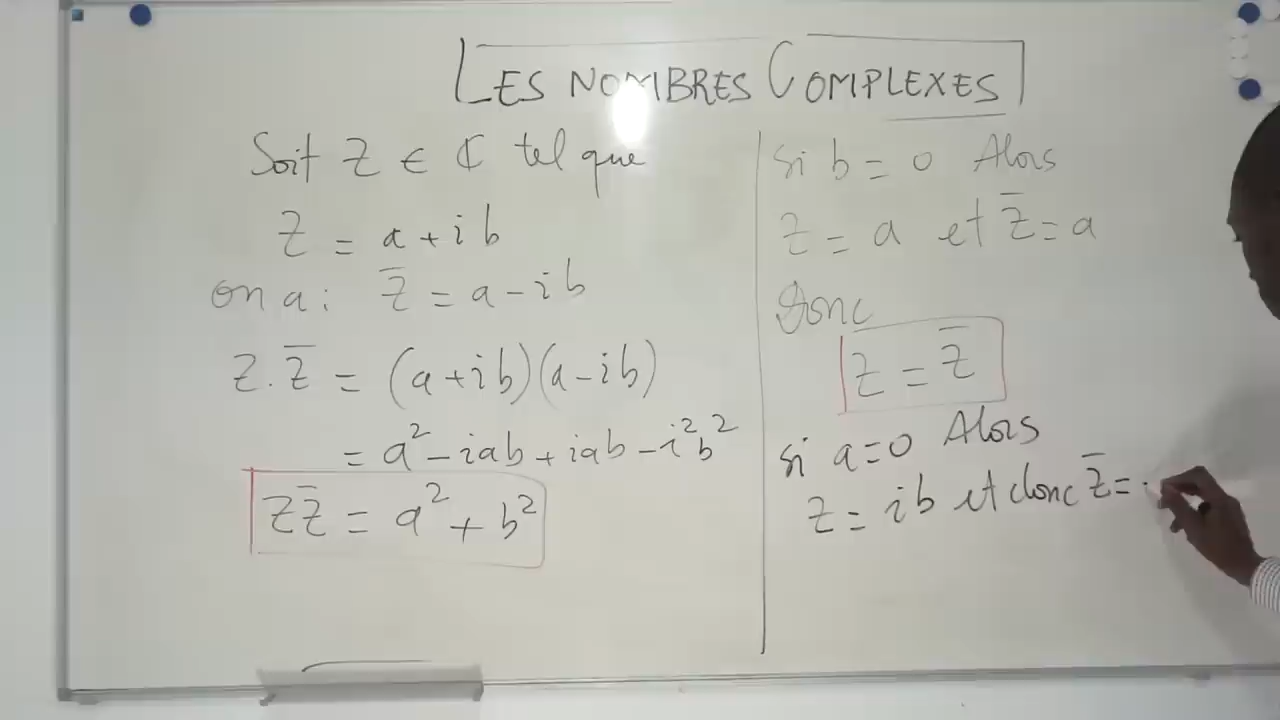 LES NOMBRES COMPLEXES
Soit Z ∈ ℂ tel que
Z = a + ib
on a : Z̄ = a - ib
Z . Z̄ = (a + ib)(a - ib)
= a² - iab + iab - i²b²
ZZ̄ = a² + b²
si b = 0 Alors
Z = a et Z̄ = a
Donc
Z = Z̄
si a = 0 Alors
Z = ib et donc Z̄ =